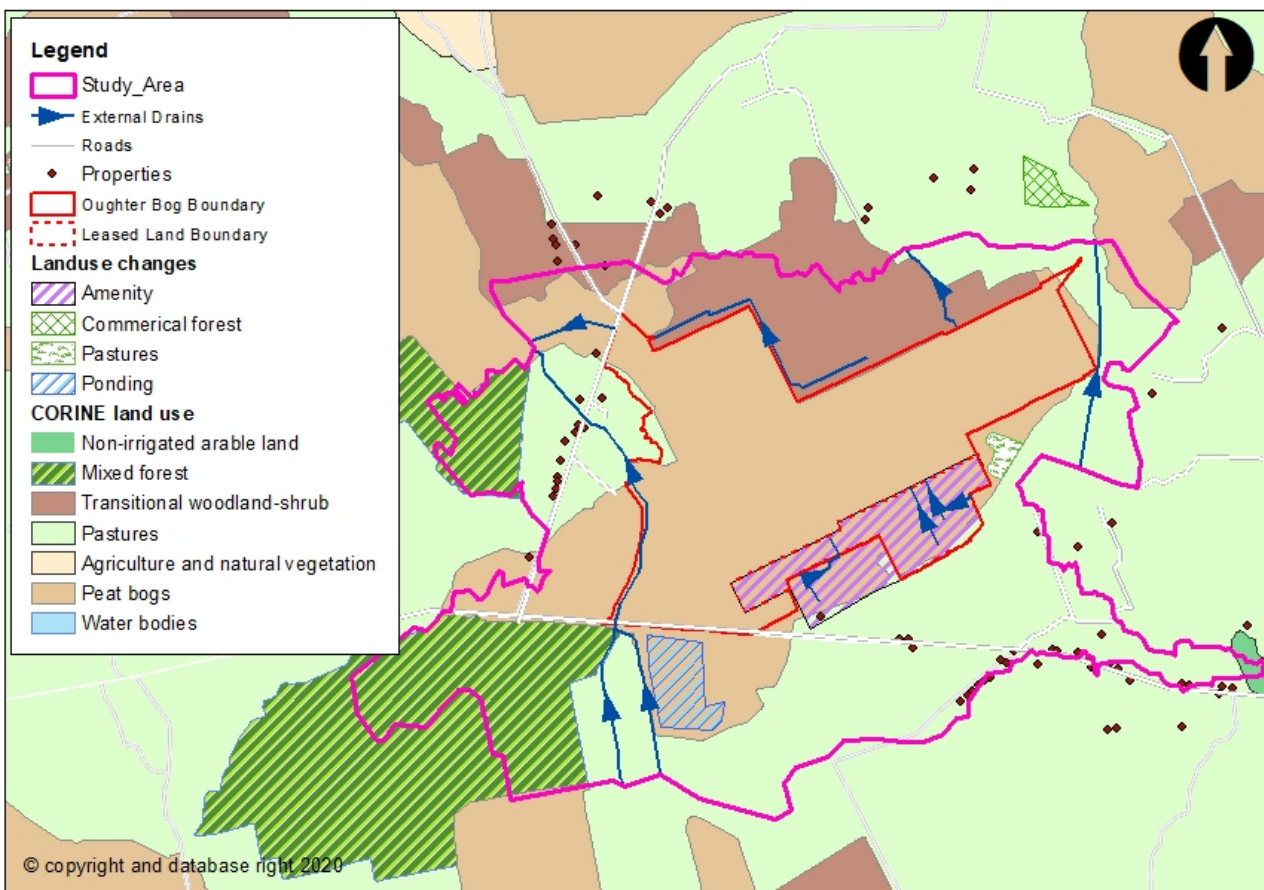 Legend
Study_Area
External Drains
Roads
Properties
Oughter Bog Boundary
Leased Land Boundary
Landuse changes
Amenity
Commerical forest
Pastures
Ponding
CORINE land use
Non-irrigated arable land
Mixed forest
Transitional woodland-shrub
Pastures
Agriculture and natural vegetation
Peat bogs
Water bodies
© copyright and database right 2020